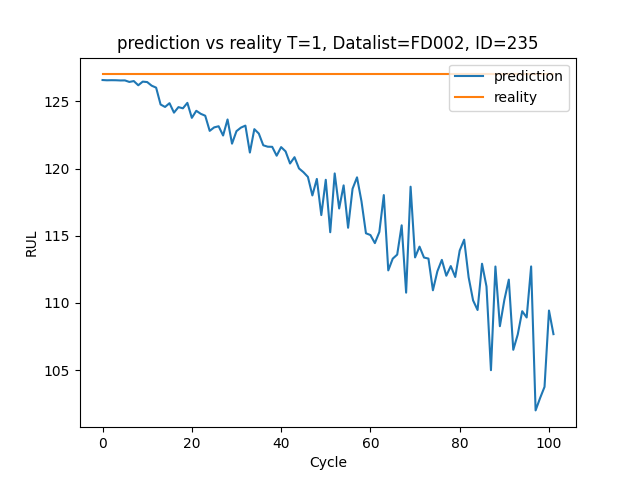 prediction vs reality T=1, Datalist=FD002, ID=235
prediction
reality
RUL
125
120
115
110
105
0 20 40 60 80 100
Cycle